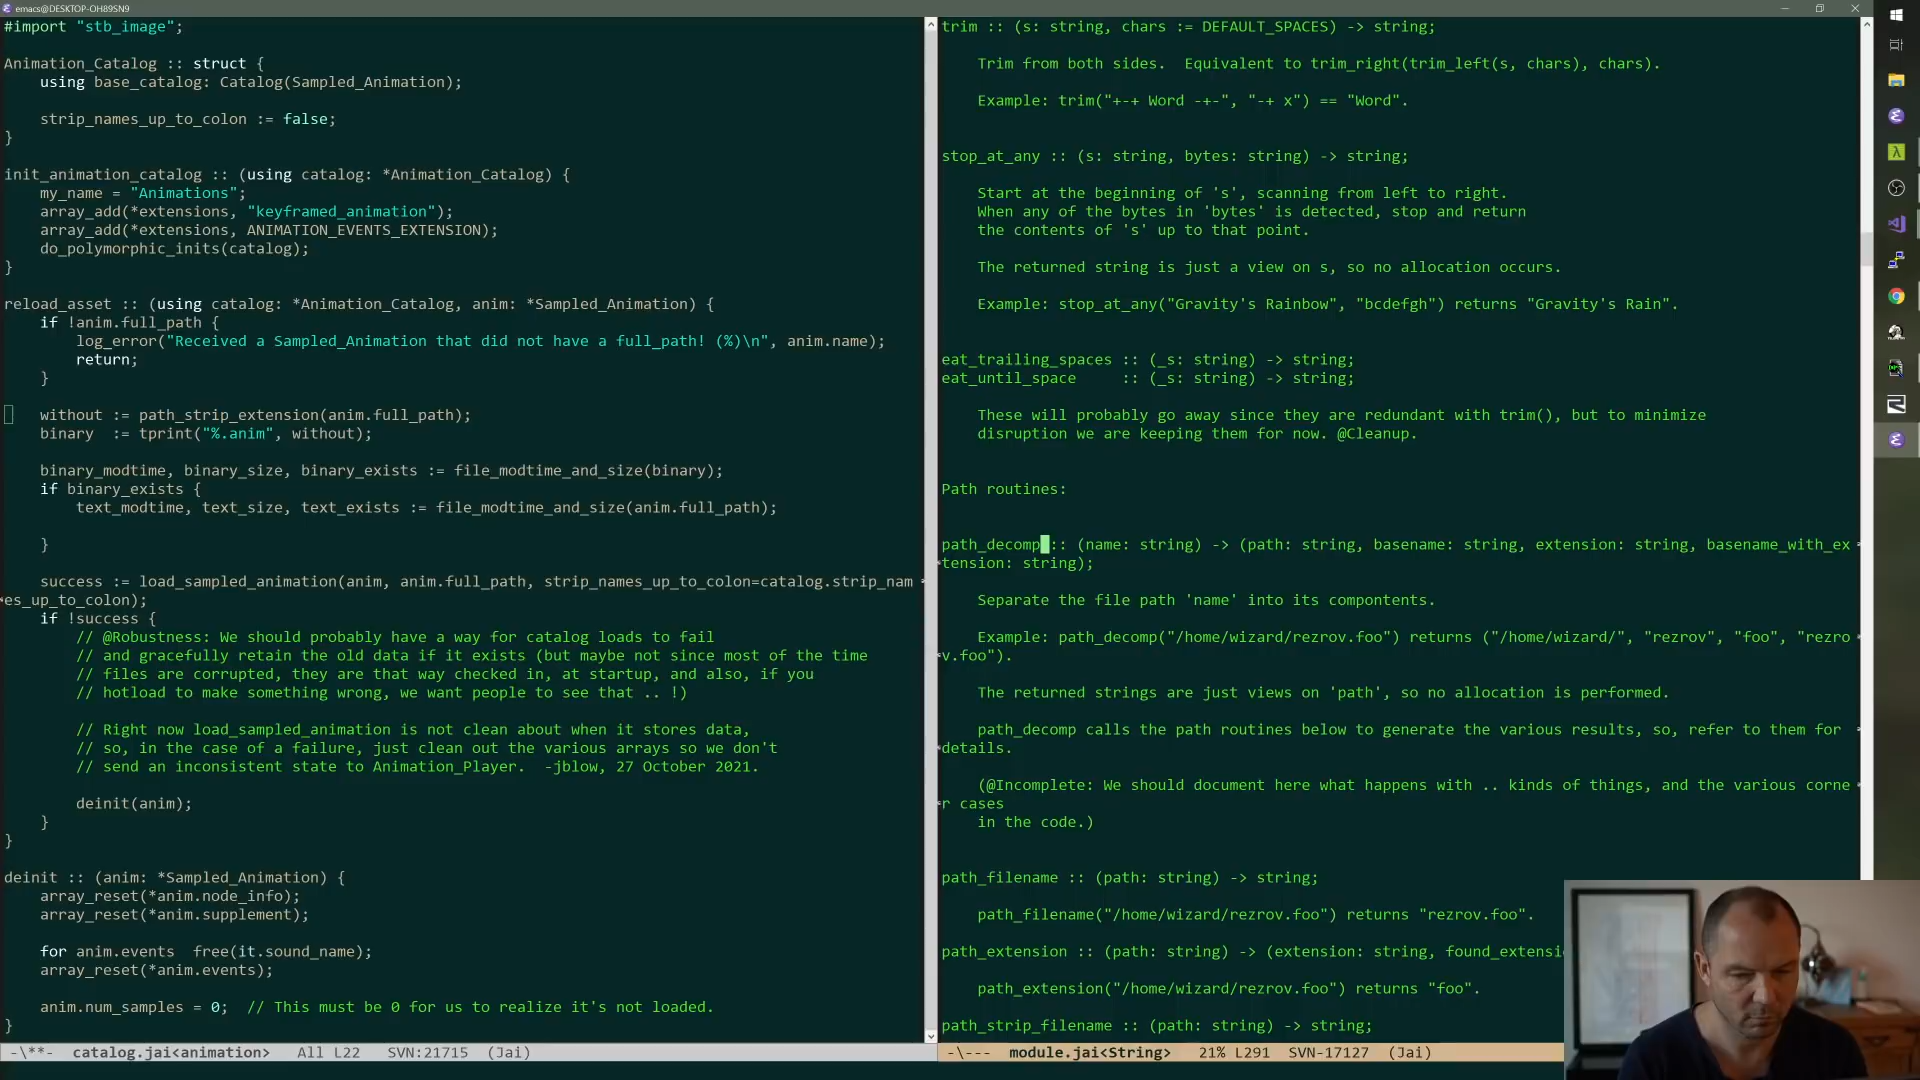 emacs@DESKTOP-OH89SN9
#import "stb_image";
Animation_Catalog :: struct {
using base_catalog: Catalog(Sampled_Animation);
strip_names_up_to_colon := false;
}
init_animation_catalog :: (using catalog: *Animation_Catalog) {
my_name = "Animations";
array_add(*extensions, "keyframed_animation");
array_add(*extensions, ANIMATION_EVENTS_EXTENSION);
do_polymorphic_inits(catalog);
}
reload_asset :: (using catalog: *Animation_Catalog, anim: *Sampled_Animation) {
if !anim.full_path {
log_error("Received a Sampled_Animation that did not have a full_path! (%)\n", anim.name);
return;
}
without := path_strip_extension(anim.full_path);
binary  := tprint("%.anim", without);
binary_modtime, binary_size, binary_exists := file_modtime_and_size(binary);
if binary_exists {
text_modtime, text_size, text_exists := file_modtime_and_size(anim.full_path);
}
success := load_sampled_animation(anim, anim.full_path, strip_names_up_to_colon=catalog.strip_nam
es_up_to_colon);
if !success {
// @Robustness: We should probably have a way for catalog loads to fail
// and gracefully retain the old data if it exists (but maybe not since most of the time
// files are corrupted, they are that way checked in, at startup, and also, if you
// hotload to make something wrong, we want people to see that .. !)
// Right now load_sampled_animation is not clean about when it stores data,
// so, in the case of a failure, just clean out the various arrays so we don't
// send an inconsistent state to Animation_Player.  -jblow, 27 October 2021.
deinit(anim);
}
}
deinit :: (anim: *Sampled_Animation) {
array_reset(*anim.node_info);
array_reset(*anim.supplement);
for anim.events  free(it.sound_name);
array_reset(*anim.events);
anim.num_samples = 0;  // This must be 0 for us to realize it's not loaded.
}
-\**-  catalog.jai<animation>   All L22    SVN:21715  (Jai)
trim :: (s: string, chars := DEFAULT_SPACES) -> string;
Trim from both sides.  Equivalent to trim_right(trim_left(s, chars), chars).
Example: trim("+-+ Word -+-", "-+ x") == "Word".
stop_at_any :: (s: string, bytes: string) -> string;
Start at the beginning of 's', scanning from left to right.
When any of the bytes in 'bytes' is detected, stop and return
the contents of 's' up to that point.
The returned string is just a view on s, so no allocation occurs.
Example: stop_at_any("Gravity's Rainbow", "bcdefgh") returns "Gravity's Rain".
eat_trailing_spaces :: (_s: string) -> string;
eat_until_space     :: (_s: string) -> string;
These will probably go away since they are redundant with trim(), but to minimize
disruption we are keeping them for now. @Cleanup.
Path routines:
path_decomp :: (name: string) -> (path: string, basename: string, extension: string, basename_with_ex
tension: string);
Separate the file path 'name' into its compontents.
Example: path_decomp("/home/wizard/rezrov.foo") returns ("/home/wizard/", "rezrov", "foo", "rezro
v.foo").
The returned strings are just views on 'path', so no allocation is performed.
path_decomp calls the path routines below to generate the various results, so, refer to them for
details.
(@Incomplete: We should document here what happens with .. kinds of things, and the various corne
r cases
in the code.)
path_filename :: (path: string) -> string;
path_filename("/home/wizard/rezrov.foo") returns "rezrov.foo".
path_extension :: (path: string) -> (extension: string, found_extensi
path_extension("/home/wizard/rezrov.foo") returns "foo".
path_strip_filename :: (path: string) -> string;
-\---  module.jai<String>   21% L291  SVN-17127  (Jai)